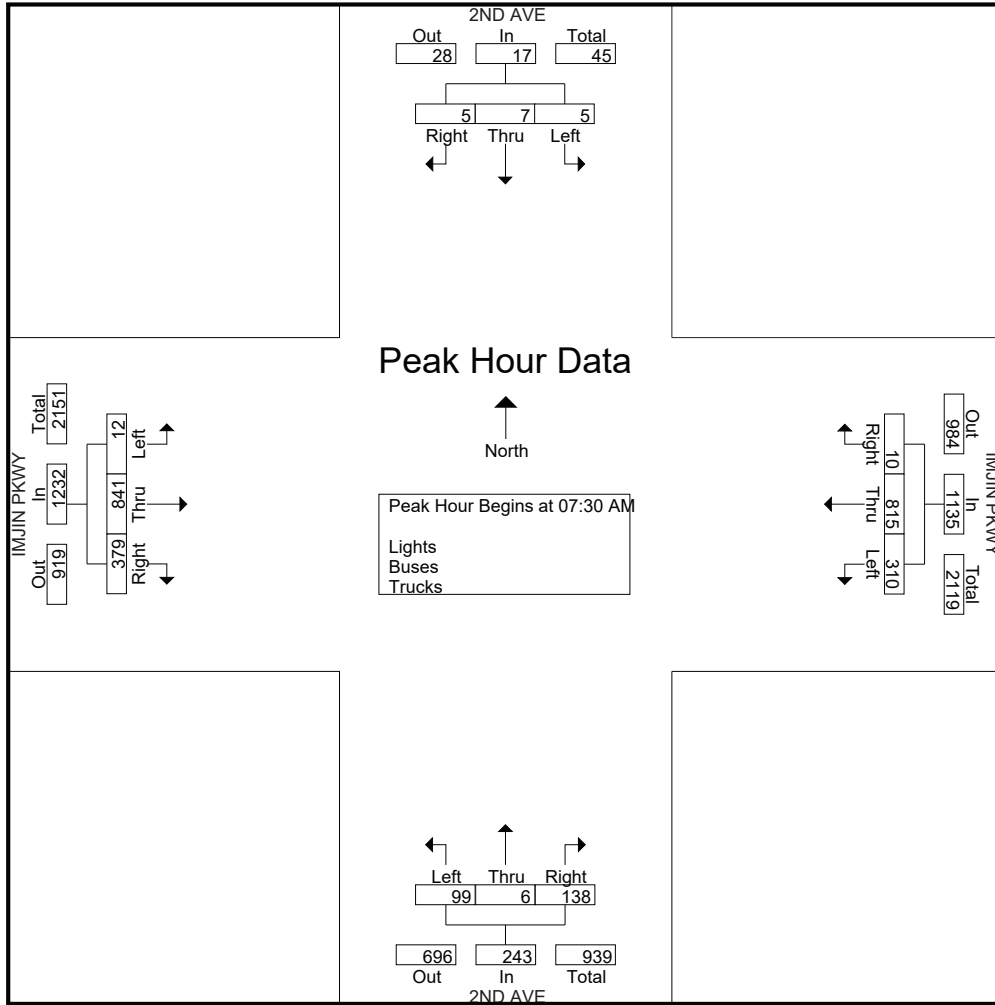 2ND AVE
Out In Total
28 17 45
5 7 5
Right Thru Left
Peak Hour Data
North
Peak Hour Begins at 07:30 AM
Lights
Buses
Trucks
IMJIN PKWY
Out In Total
919 1232 2151
Right Thru Left
379 841 12
IMJIN PKWY
Out In Total
984 1135 2119
10 815 310
Right Thru Left
Left Thru Right
99 6 138
696 243 939
Out In Total
2ND AVE